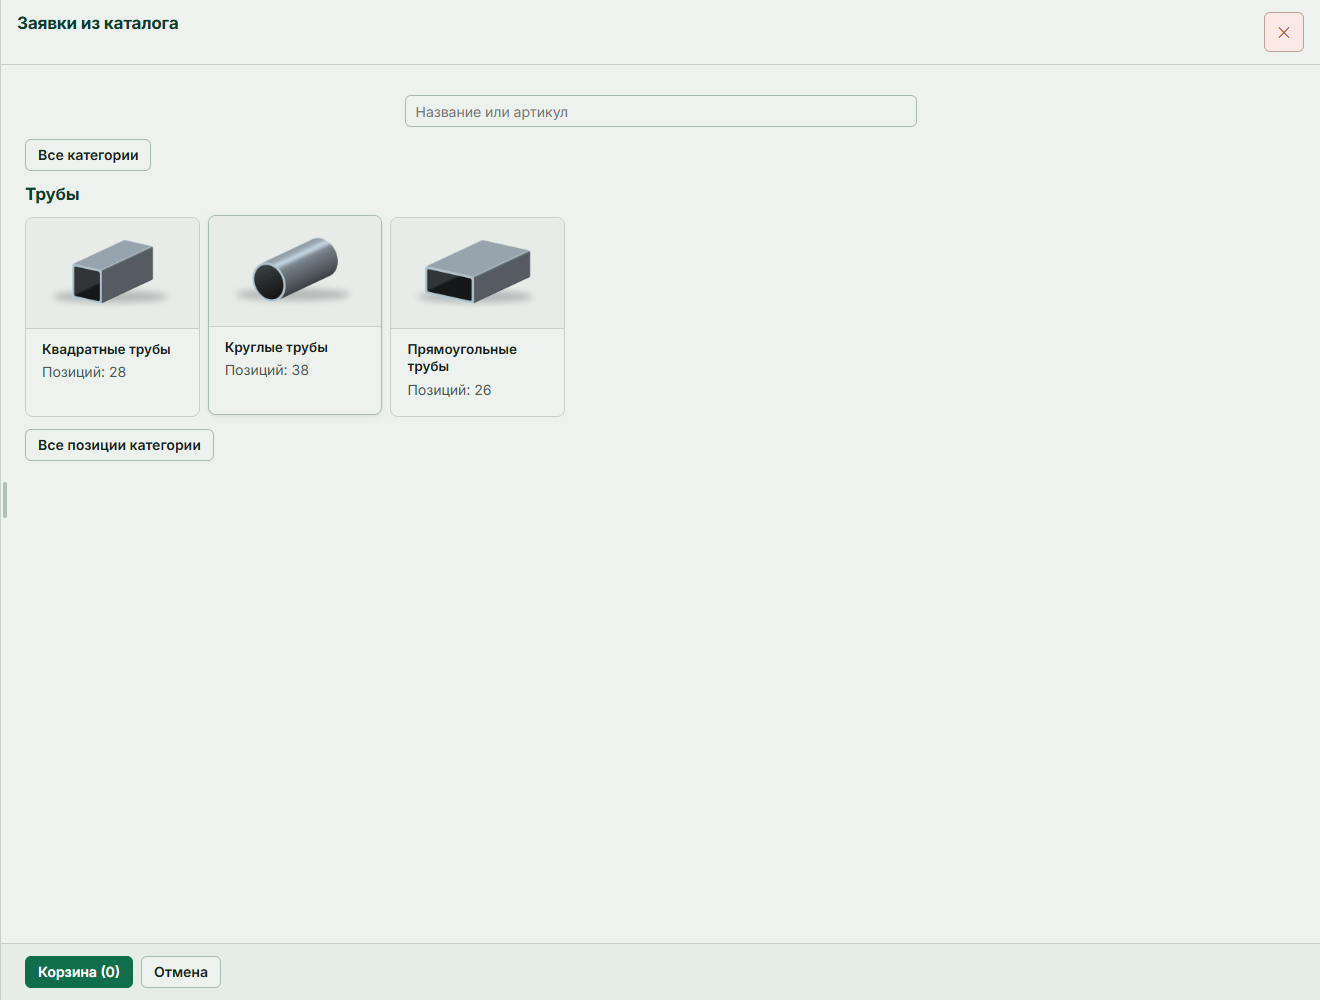 Заявки из каталога
Название или артикул
Все категории
Трубы
Квадратные трубы
Позиций: 28
Круглые трубы
Позиций: 38
Прямоугольные
трубы
Позиций: 26
Все позиции категории
Корзина (0)
Отмена